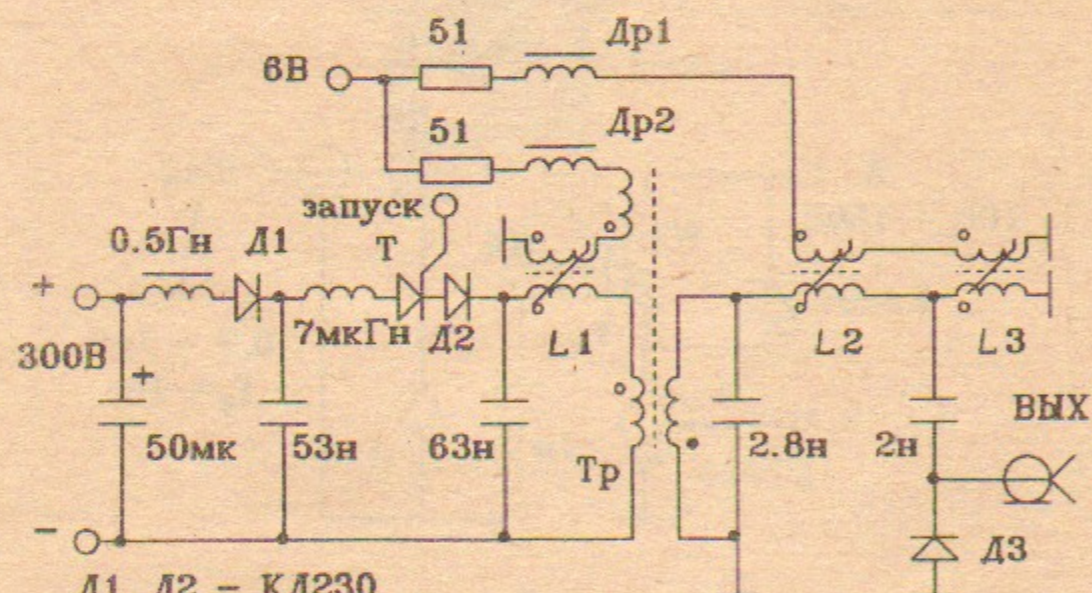 51 Др1
6В
51 Др2
запуск
0.5Гн Д1 Т
+
7мкГн Д2 L1 L2 L3
300В
+
ВЫХ
50мк 53н 63н Тр 2.8н 2н
-
Д3
Д1, Д2 - КД230